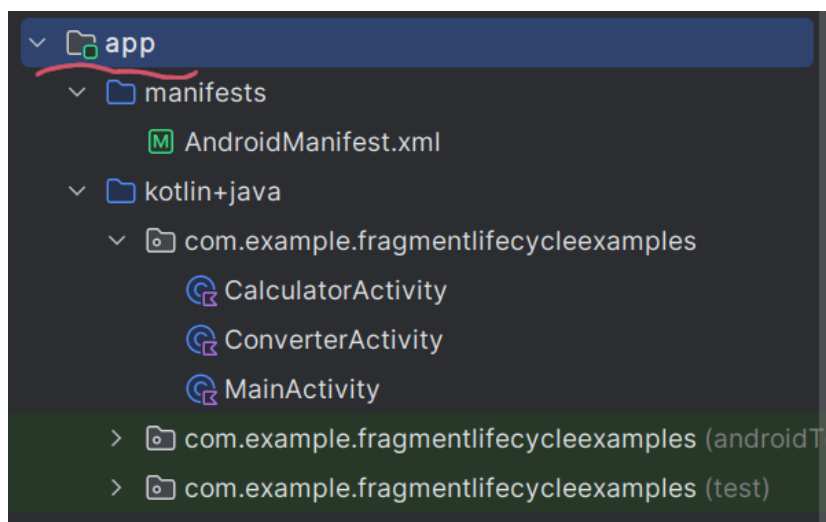 app
manifests
AndroidManifest.xml
kotlin+java
com.example.fragmentlifecycleexamples
CalculatorActivity
ConverterActivity
MainActivity
com.example.fragmentlifecycleexamples (androidT
com.example.fragmentlifecycleexamples (test)